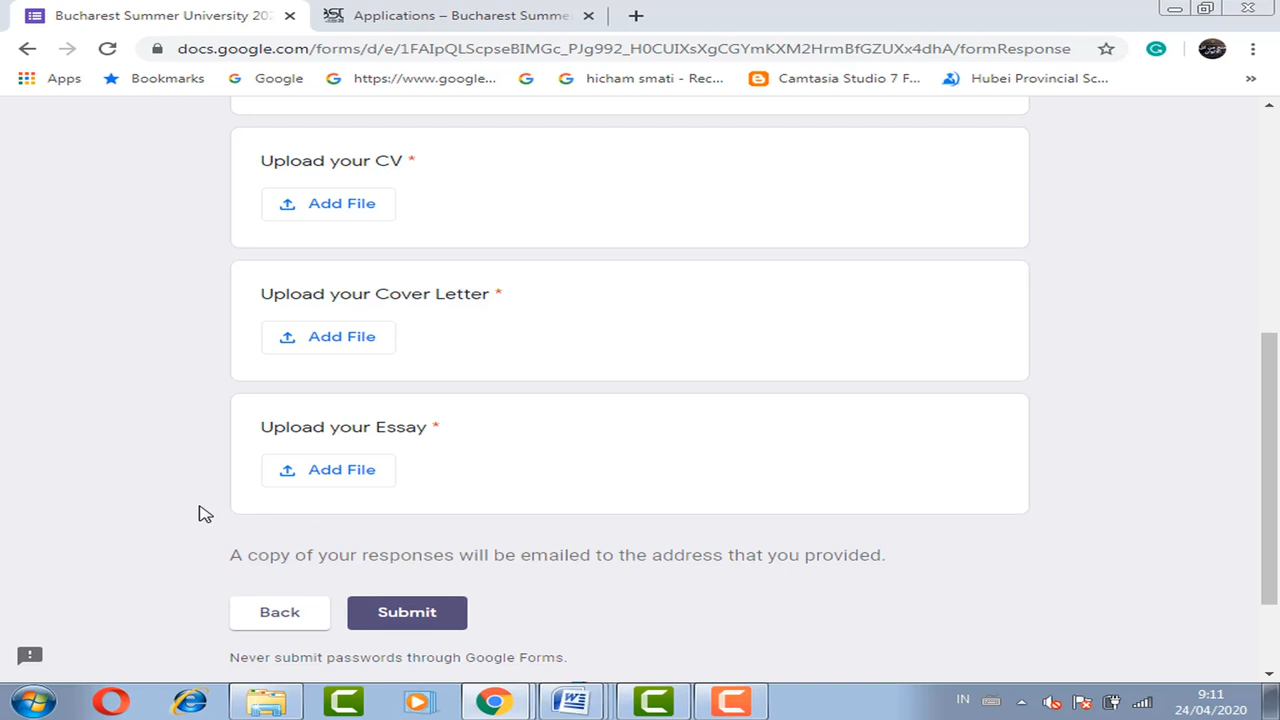 Bucharest Summer University 202
Applications – Bucharest Summe
docs.google.com/forms/d/e/1FAIpQLScpseBIMGc_PJg992_H0CUIXsXgCGYmKXM2HrmBfGZUXx4dhA/formResponse
Apps
Bookmarks
Google
https://www.google...
hicham smati - Rec...
Camtasia Studio 7 F...
Hubei Provincial Sc...
»
Upload your CV *
Add File
Upload your Cover Letter *
Add File
Upload your Essay *
Add File
A copy of your responses will be emailed to the address that you provided.
Back
Submit
Never submit passwords through Google Forms.
IN
9:11
24/04/2020